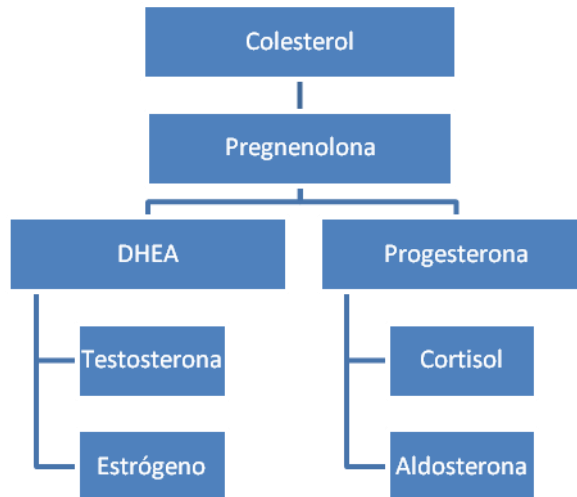 Colesterol
Pregnenolona
DHEA
Progesterona
Testosterona
Cortisol
Estrógeno
Aldosterona